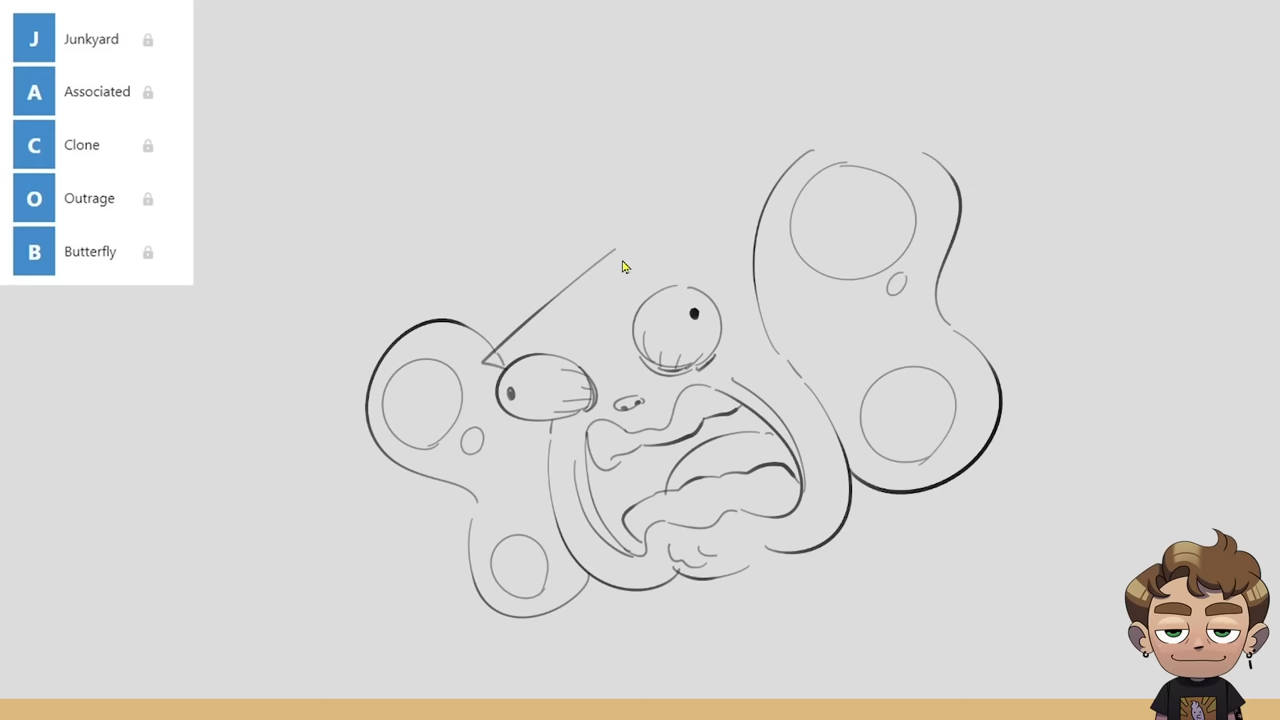 J Junkyard
A Associated
C Clone
O Outrage
B Butterfly